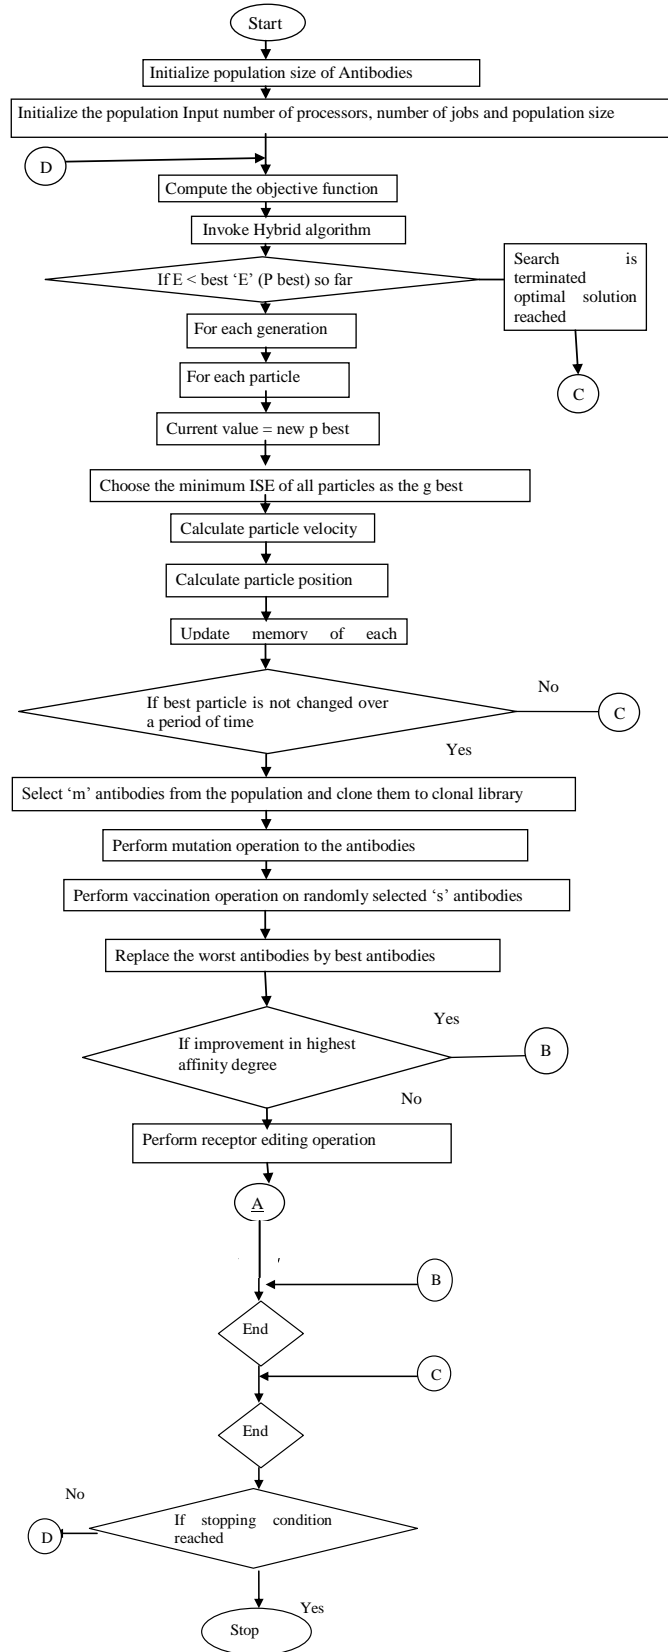 Start
Initialize population size of Antibodies
Initialize the population Input number of processors, number of jobs and population size
D
Compute the objective function
Invoke Hybrid algorithm
If E < best ‘E’ (P best) so far
Search is
terminated
optimal solution
reached
C
For each generation
For each particle
Current value = new p best
Choose the minimum ISE of all particles as the g best
Calculate particle velocity
Calculate particle position
Update memory of each
If best particle is not changed over
a period of time
No
C
Yes
Select ‘m’ antibodies from the population and clone them to clonal library
Perform mutation operation to the antibodies
Perform vaccination operation on randomly selected ‘s’ antibodies
Replace the worst antibodies by best antibodies
If improvement in highest
affinity degree
Yes
B
No
Perform receptor editing operation
A
B
End
C
End
No
If stopping condition
reached
D
Yes
Stop